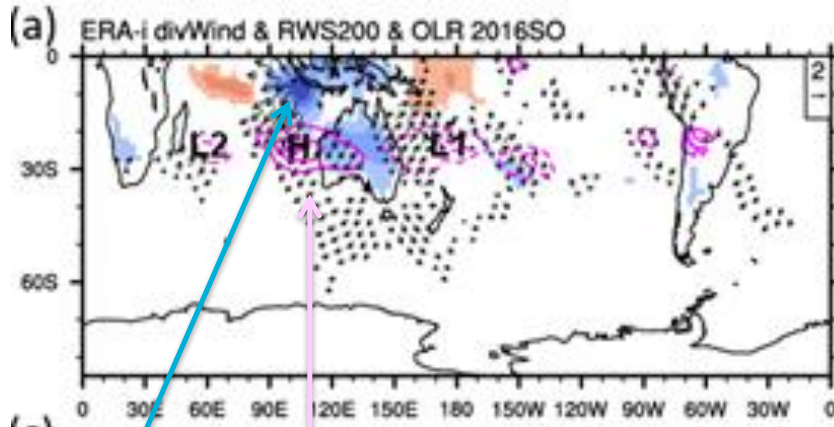 (a) ERA-i divWind & RWS200 & OLR 2016SO
0
2
L2 H L1
30S
60S
0 30E 60E 90E 120E 150E 180 150W 120W 90W 60W 30W 0